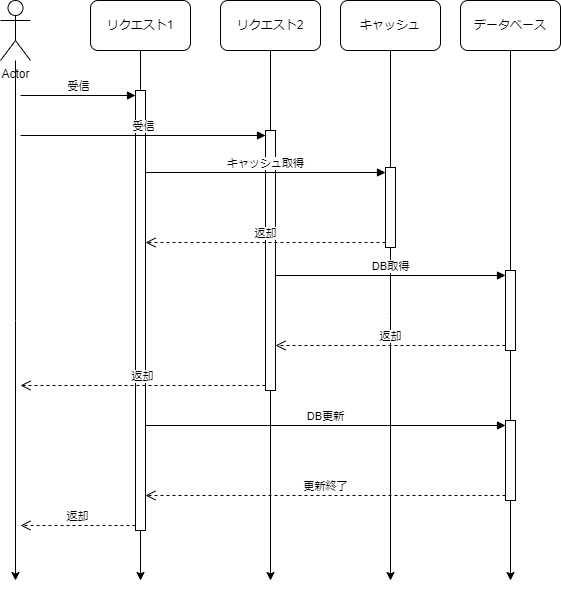 リクエスト1
リクエスト2
キャッシュ
データベース
Actor
受信
受信
キャッシュ取得
返却
DB取得
返却
返却
DB更新
更新終了
返却